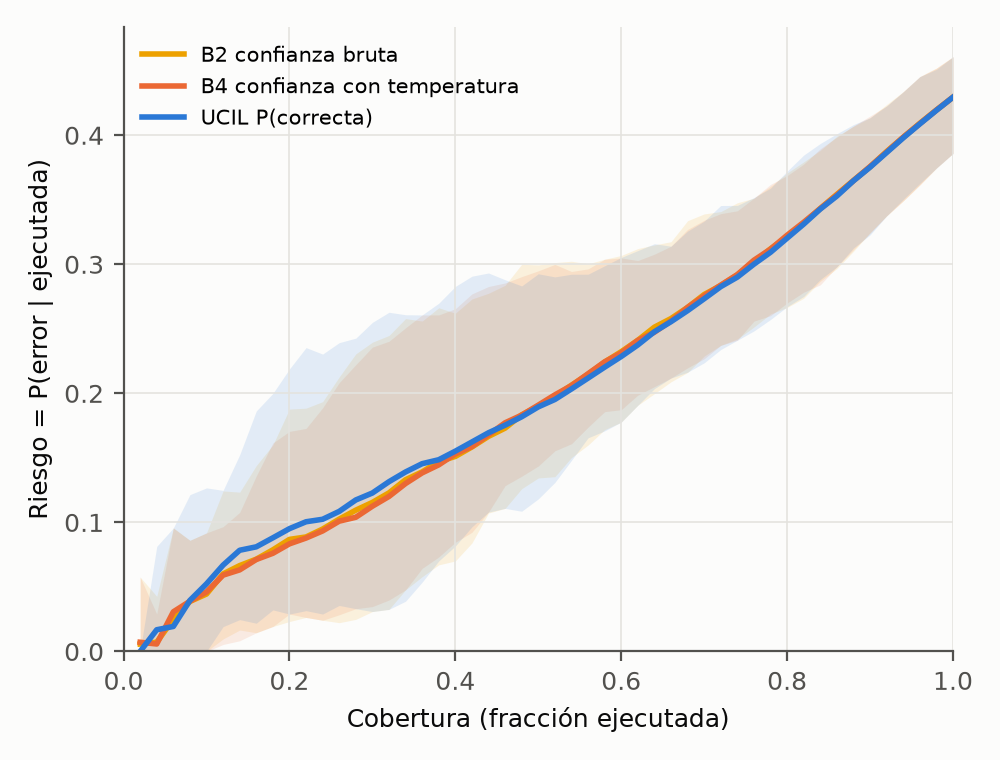 B2 confianza bruta
B4 confianza con temperatura
UCIL P(correcta)
Riesgo = P(error | ejecutada)
0.4
0.3
0.2
0.1
0.0
0.0 0.2 0.4 0.6 0.8 1.0
Cobertura (fracción ejecutada)